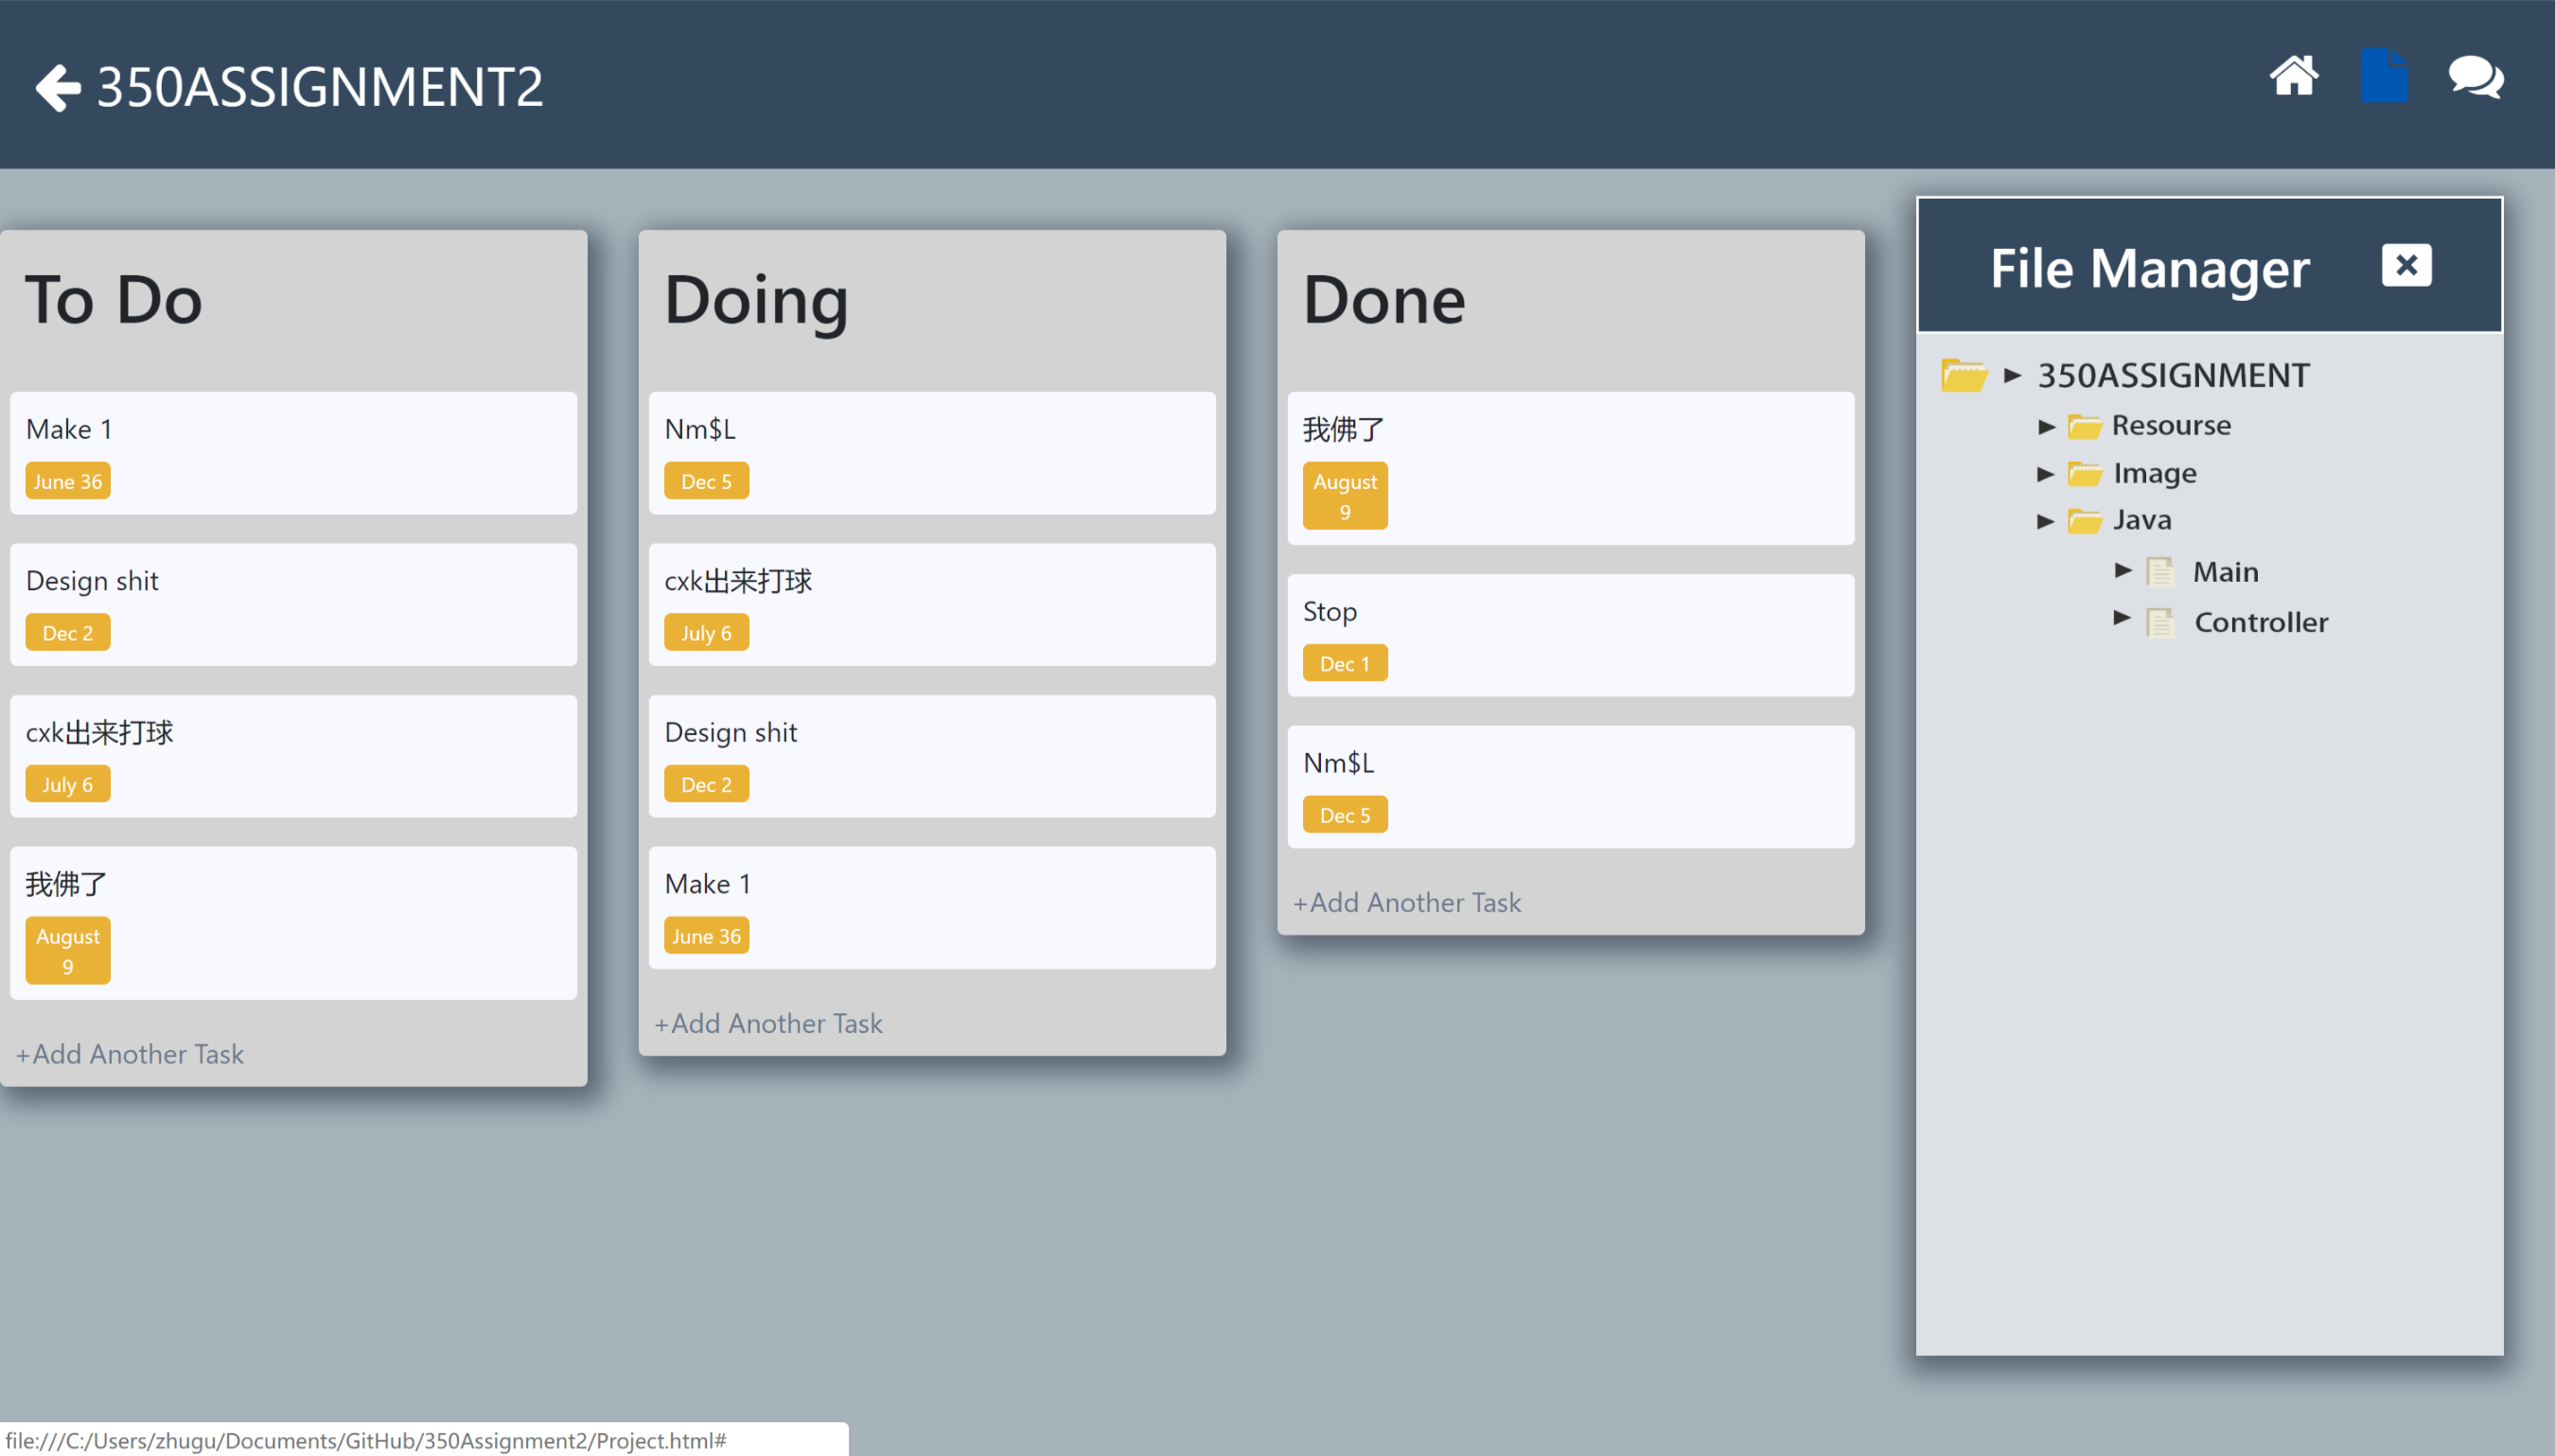 350ASSIGNMENT2
To Do
Make 1
June 36
Design shit
Dec 2
cxk出来打球
July 6
我佛了
August
9
+Add Another Task
Doing
Nm$L
Dec 5
cxk出来打球
July 6
Design shit
Dec 2
Make 1
June 36
+Add Another Task
Done
我佛了
August
9
Stop
Dec 1
Nm$L
Dec 5
+Add Another Task
File Manager
350ASSIGNMENT
Resourse
Image
Java
Main
Controller
file:///C:/Users/zhugu/Documents/GitHub/350Assignment2/Project.html#